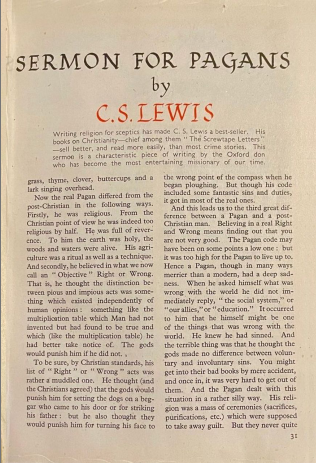 SERMON FOR PAGANS
by
C. S. LEWIS
Writing religion for sceptics has made C. S. Lewis a best-seller. His
books on Christianity—chief among them "The Screwtape Letters"
—sell better, and read more easily, than most crime stories. This
sermon is a characteristic piece of writing by the Oxford don
who has become the most entertaining missionary of our time.
grass, thyme, clover, buttercups and a
lark singing overhead.
Now the real Pagan differed from the
post-Christian in the following ways.
Firstly, he was religious. From the
Christian point of view he was indeed too
religious by half. He was full of rever-
ence. To him the earth was holy, the
woods and waters were alive. His agri-
culture was a ritual as well as a technique.
And secondly, he believed in what we now
call an "Objective" Right or Wrong.
That is, he thought the distinction be-
tween pious and impious acts was some-
thing which existed independently of
human opinions: something like the
multiplication table which Man had not
invented but had found to be true and
which (like the multiplication table) he
had better take notice of. The gods
would punish him if he did not.
To be sure, by Christian standards, his
list of "Right" or "Wrong" acts was
rather a muddled one. He thought (and
the Christians agreed) that the gods would
punish him for setting the dogs on a beg-
gar who came to his door or for striking
his father: but he also thought they
would punish him for turning his face to
the wrong point of the compass when he
began ploughing. But though his code
included some fantastic sins and duties,
it got in most of the real ones.
And this leads us to the third great dif-
ference between a Pagan and a post-
Christian man. Believing in a real Right
and Wrong means finding out that you
are not very good. The Pagan code may
have been on some points a low one: but
it was too high for the Pagan to live up to.
Hence a Pagan, though in many ways
merrier than a modern, had a deep sad-
ness. When he asked himself what was
wrong with the world he did not im-
mediately reply, "the social system," or
"our allies," or "education." It occurred
to him that he himself might be one
of the things that was wrong with the
world. He knew he had sinned. And
the terrible thing was that he thought the
gods made no difference between volun-
tary and involuntary sins. You might
get into their bad books by mere accident,
and once in, it was very hard to get out of
them. And the Pagan dealt with this
situation in a rather silly way. His reli-
gion was a mass of ceremonies (sacrifices,
purifications, etc.) which were supposed
to take away guilt. But they never quite
31